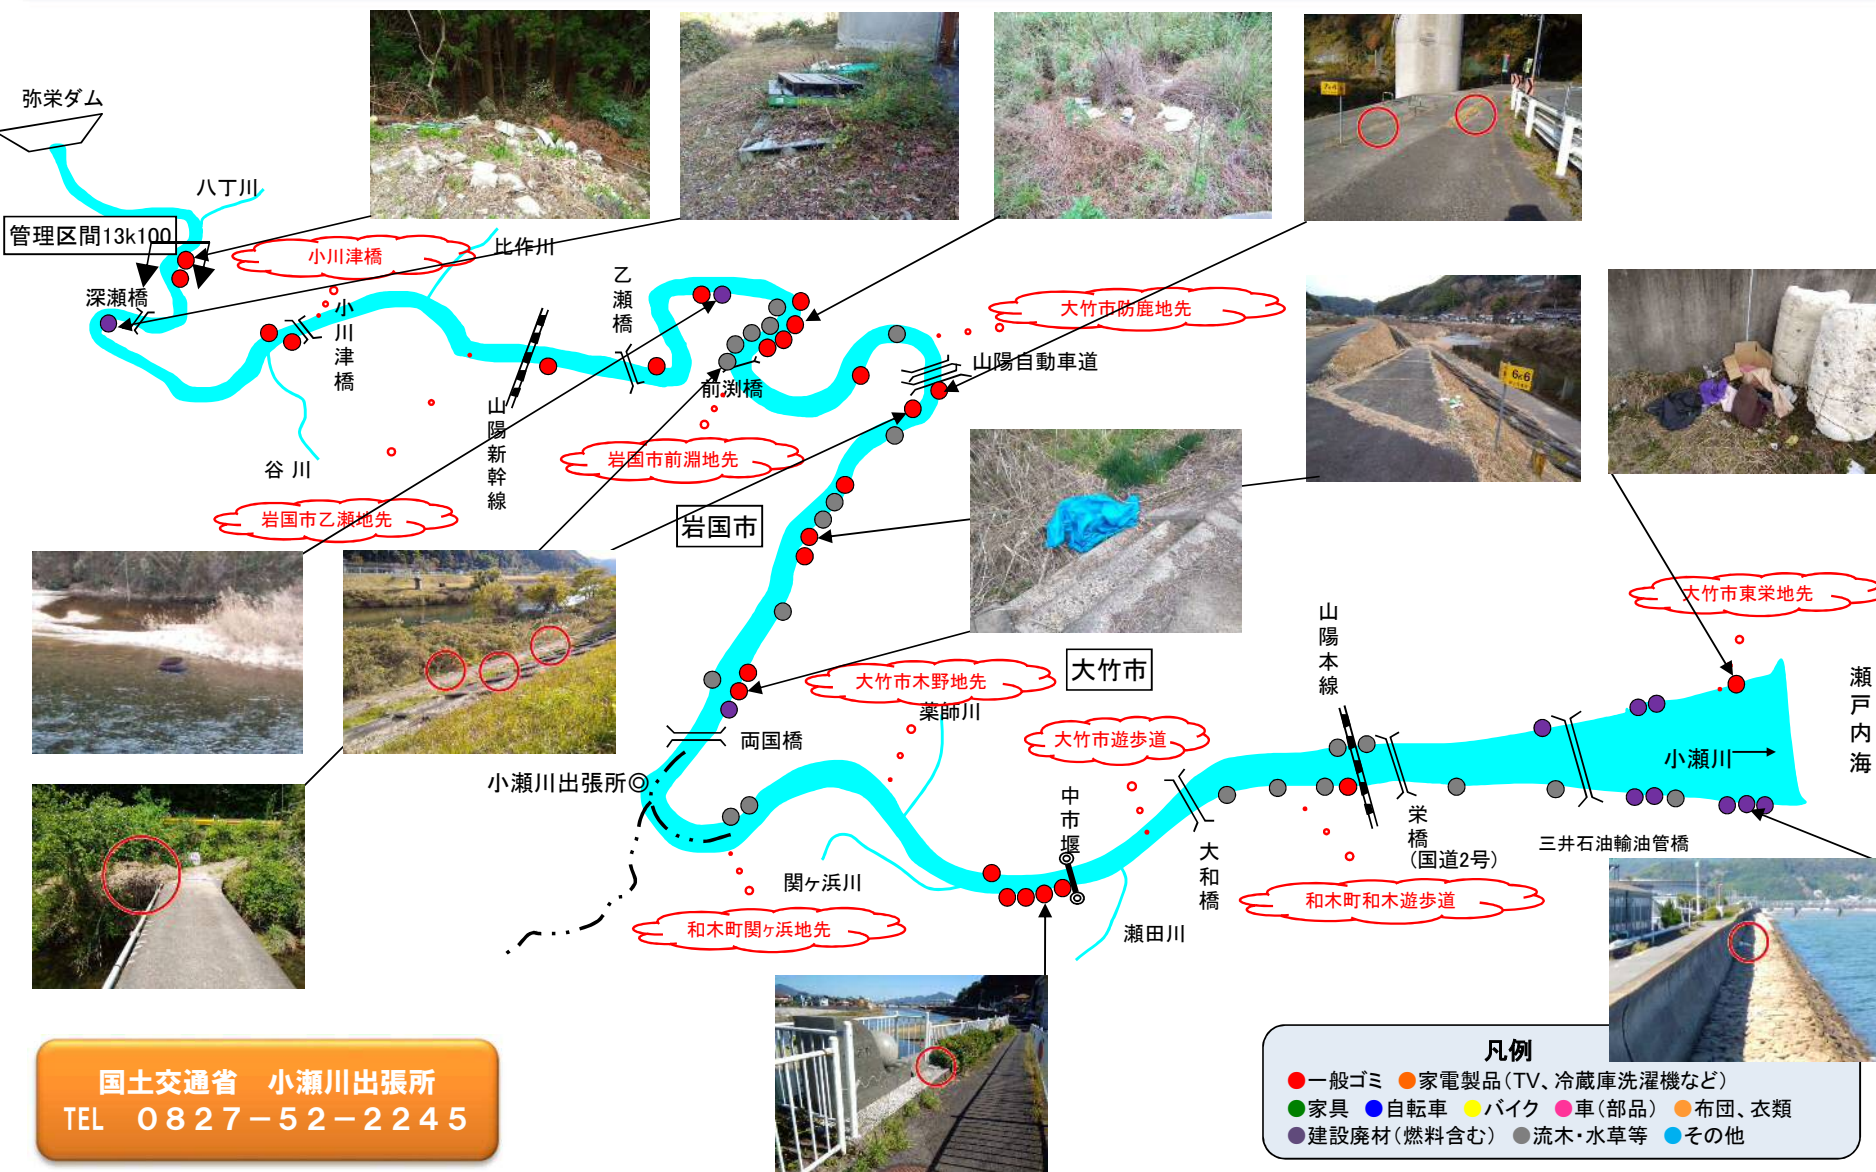 弥栄ダム
八丁川
管理区間13k100
小川津橋
比作川
深瀬橋
小川津橋
乙瀬橋
大竹市防鹿地先
山陽自動車道
前渕橋
山陽新幹線
谷 川
岩国市前淵地先
岩国市乙瀬地先
岩国市
6K6
大竹市東栄地先
山陽本線
大竹市木野地先
大竹市
薬師川
両国橋
大竹市遊歩道
瀬戸内海
小瀬川
小瀬川出張所◎
中市堰
大和橋
栄橋
(国道2号)
三井石油輸油管橋
関ヶ浜川
和木町和木遊歩道
和木町関ヶ浜地先
瀬田川
国土交通省 小瀬川出張所
TEL 0827-52-2245
凡例
●一般ゴミ ●家電製品(TV、冷蔵庫洗濯機など)
●家具 ●自転車 ●バイク ●車(部品) ●布団、衣類
●建設廃材(燃料含む) ●流木・水草等 ●その他